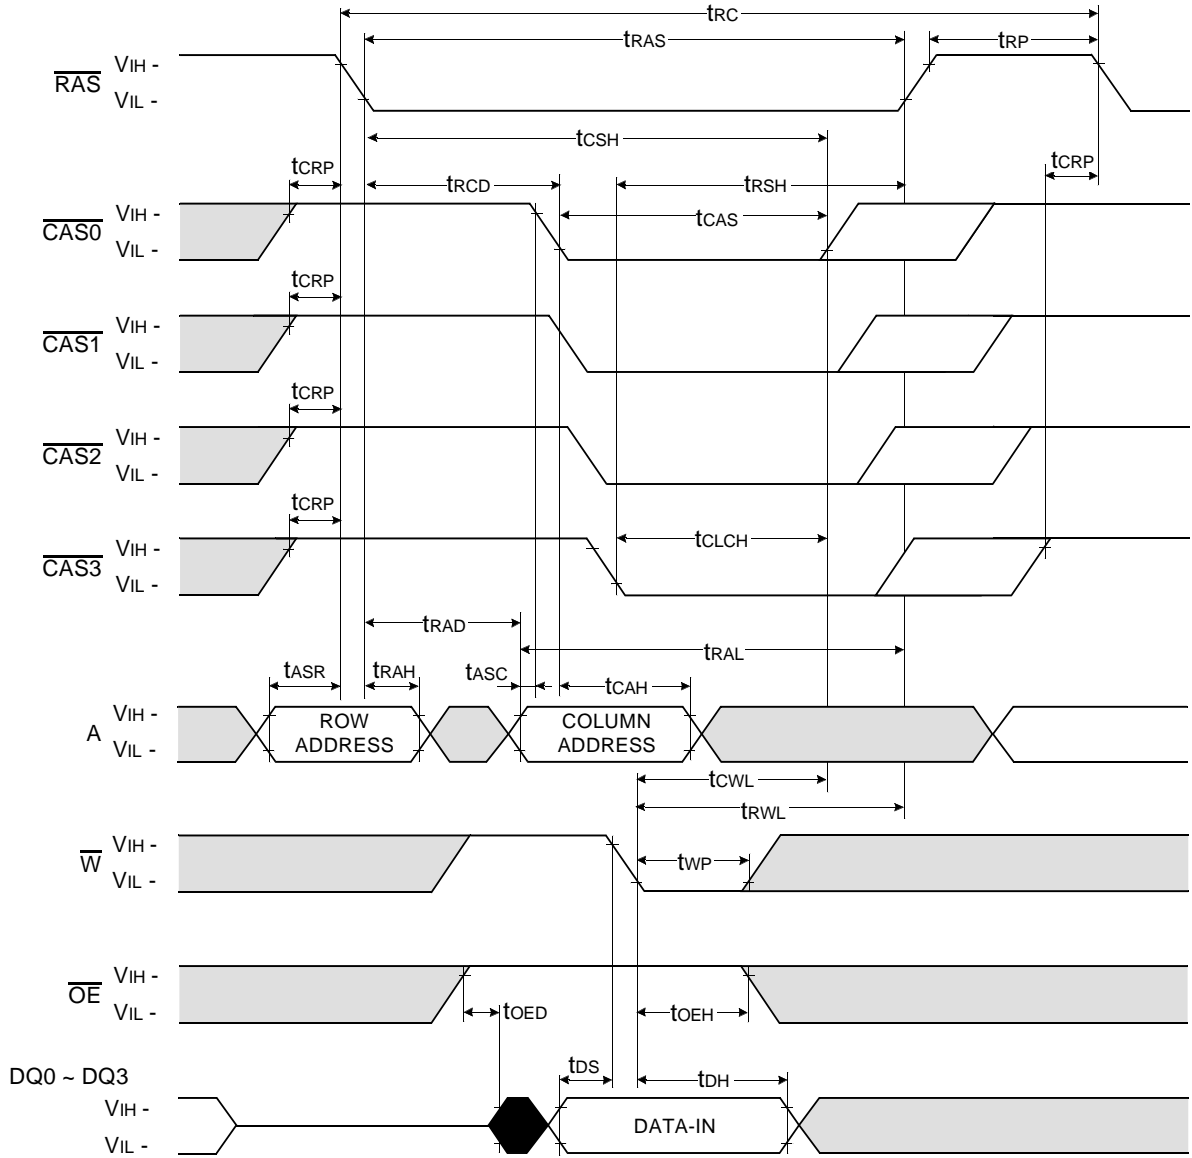 tRC
tRAS
tRP
RAS
VIH -
VIL -
tCSH
tCRP
tRCD
tRSH
tCRP
CAS0
VIH -
VIL -
tCAS
tCRP
CAS1
VIH -
VIL -
tCRP
CAS2
VIH -
VIL -
tCRP
CAS3
VIH -
VIL -
tCLCH
tRAD
tRAL
tASR
tRAH
tASC
tCAH
A
VIH -
VIL -
ROW
ADDRESS
COLUMN
ADDRESS
tCWL
tRWL
W
VIH -
VIL -
tWP
OE
VIH -
VIL -
tOED
tOEH
tDS
tDH
DQ0 ~ DQ3
VIH -
VIL -
DATA-IN